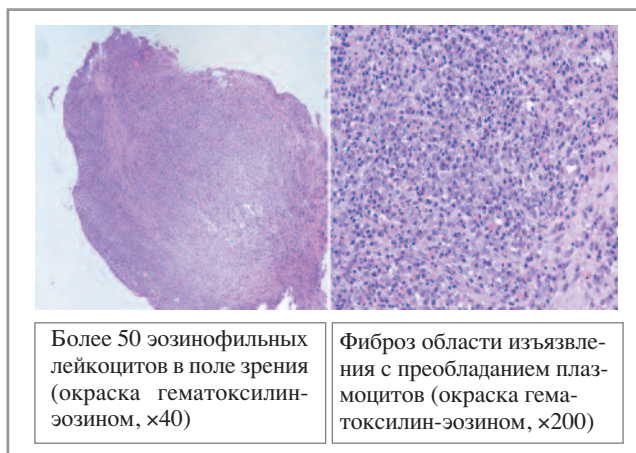 Более 50 эозинофильных
лейкоцитов в поле зрения
(окраска гематоксилин-
эозином, ×40)
Фиброз области изъязвле-
ния с преобладанием плаз-
моцитов (окраска гема-
токсилин-эозином, ×200)